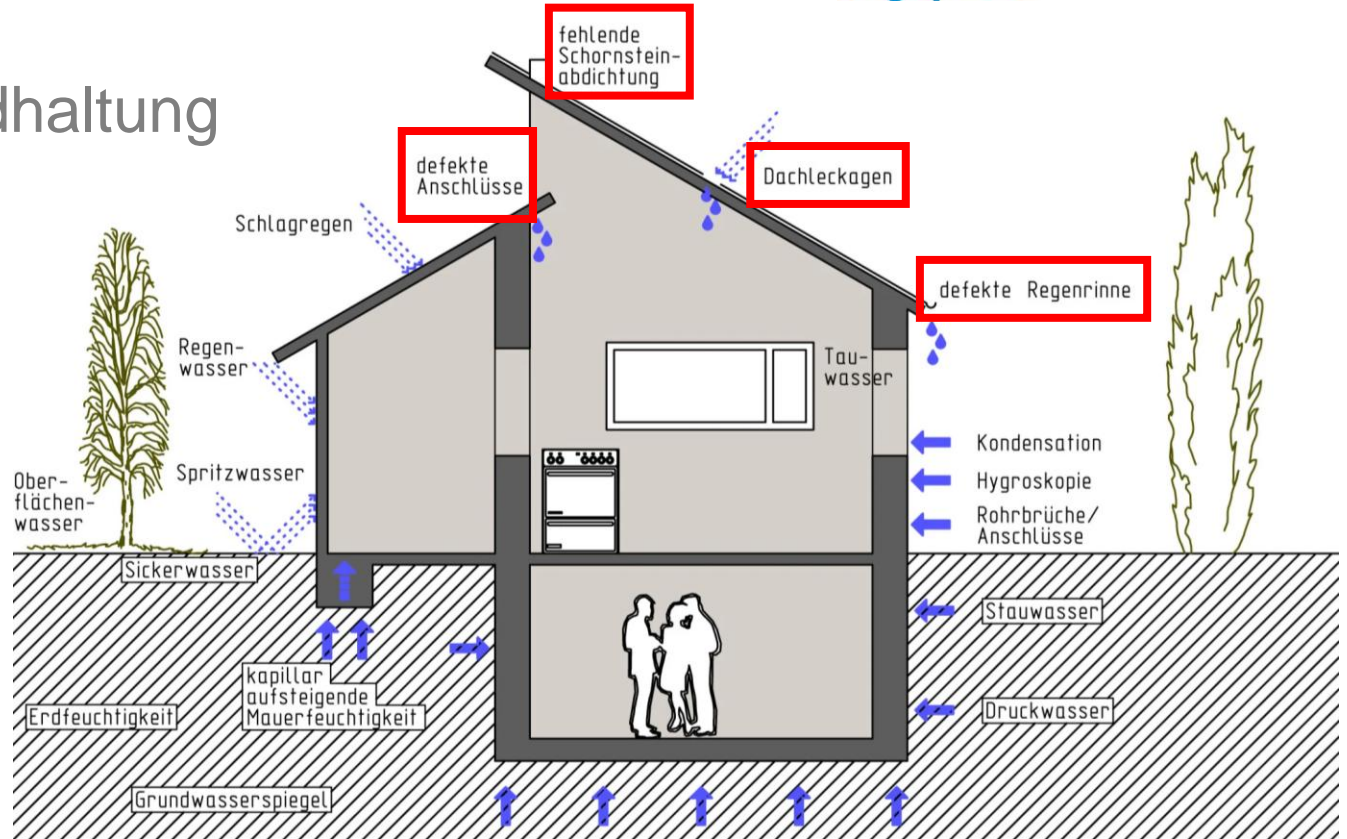 dhaltung
fehlende
Schornstein-
abdichtung
defekte
Anschlüsse
Dachleckagen
Schlagregen
defekte Regenrinne
Regen-
wasser
Tau-
wasser
Kondensation
Spritzwasser
Hygroskopie
Ober-
flächen-
wasser
Rohrbrüche/
Anschlüsse
Sickerwasser
Stauwasser
kapillar
aufsteigende
Mauerfeuchtigkeit
Erdfeuchtigkeit
Druckwasser
Grundwasserspiegel